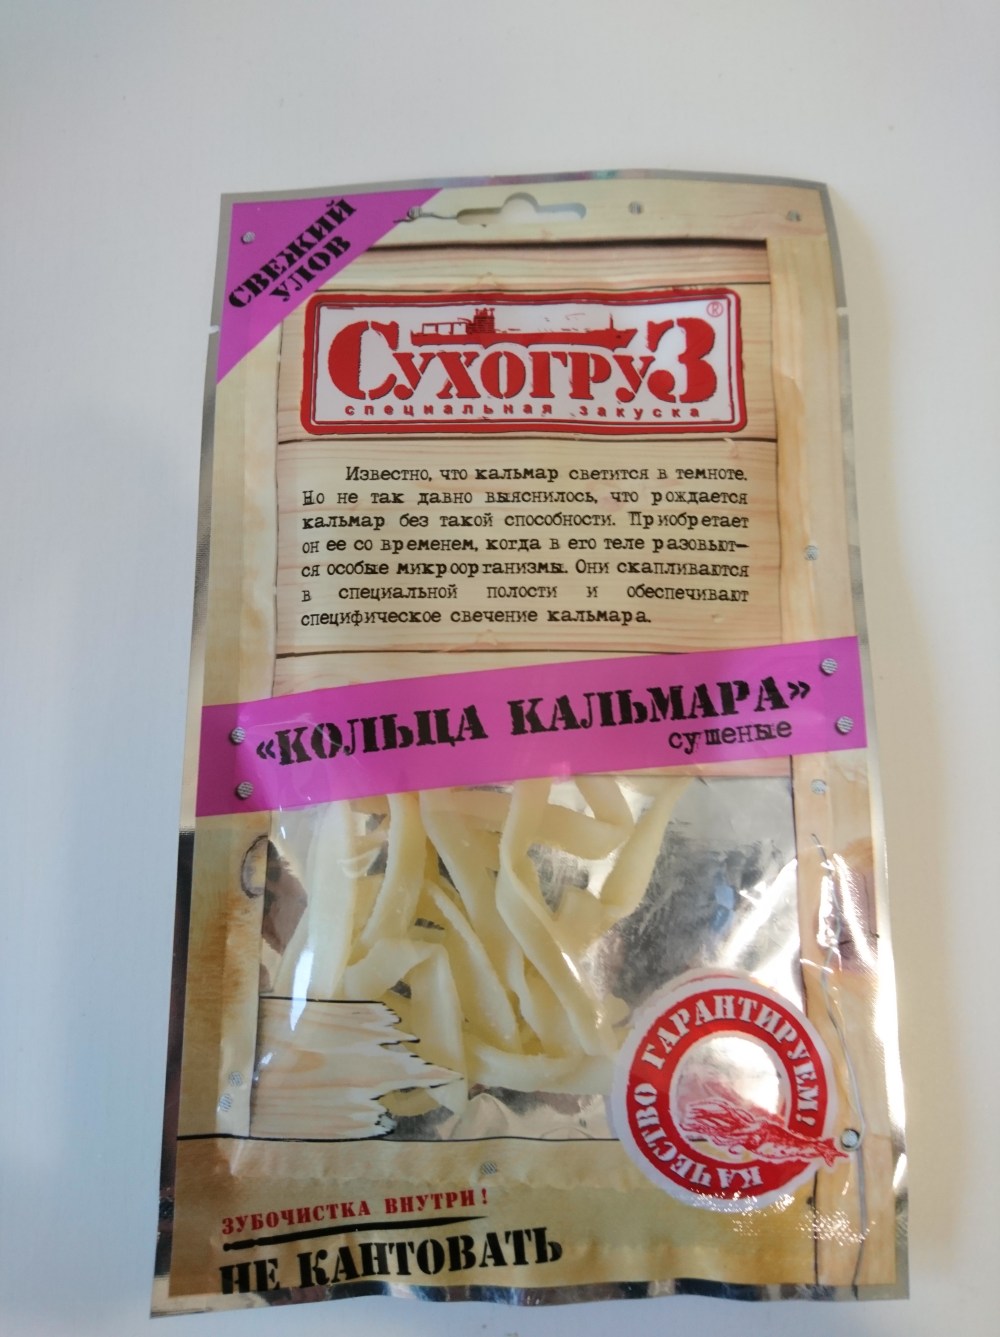 СВЕЖИЙ
УЛОВ
СУХОГРУЗ®
специальная закуска
Известно, что кальмар светится в темноте.
Но не так давно выяснилось, что рождается
кальмар без такой способности. Приобретает
он ее со временем, когда в его теле разовьют-
ся особые микроорганизмы. Они скапливаются
в специальной полости и обеспечивают
специфическое свечение кальмара.
«КОЛЬЦА КАЛЬМАРА»
сушеные
КАЧЕСТВО ГАРАНТИРУЕМ!
ЗУБОЧИСТКА ВНУТРИ!
НЕ КАНТОВАТЬ